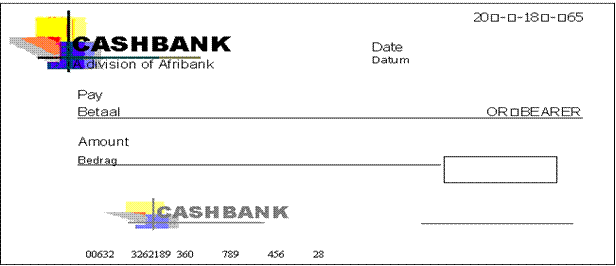 20□-□-18□-□65
CASHBANK
A division of Afribank
Date
Datum
Pay
Betaal
OR□BEARER
Amount
Bedrag
CASHBANK
00632 3262189 360 789 456 28